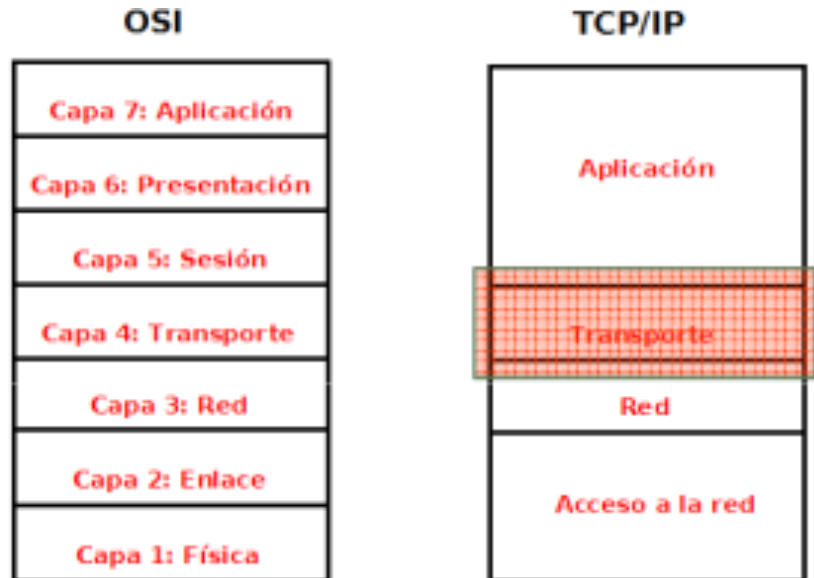 OSI
Capa 7: Aplicación
Capa 6: Presentación
Capa 5: Sesión
Capa 4: Transporte
Capa 3: Red
Capa 2: Enlace
Capa 1: Física
TCP/IP
Aplicación
Transporte
Red
Acceso a la red